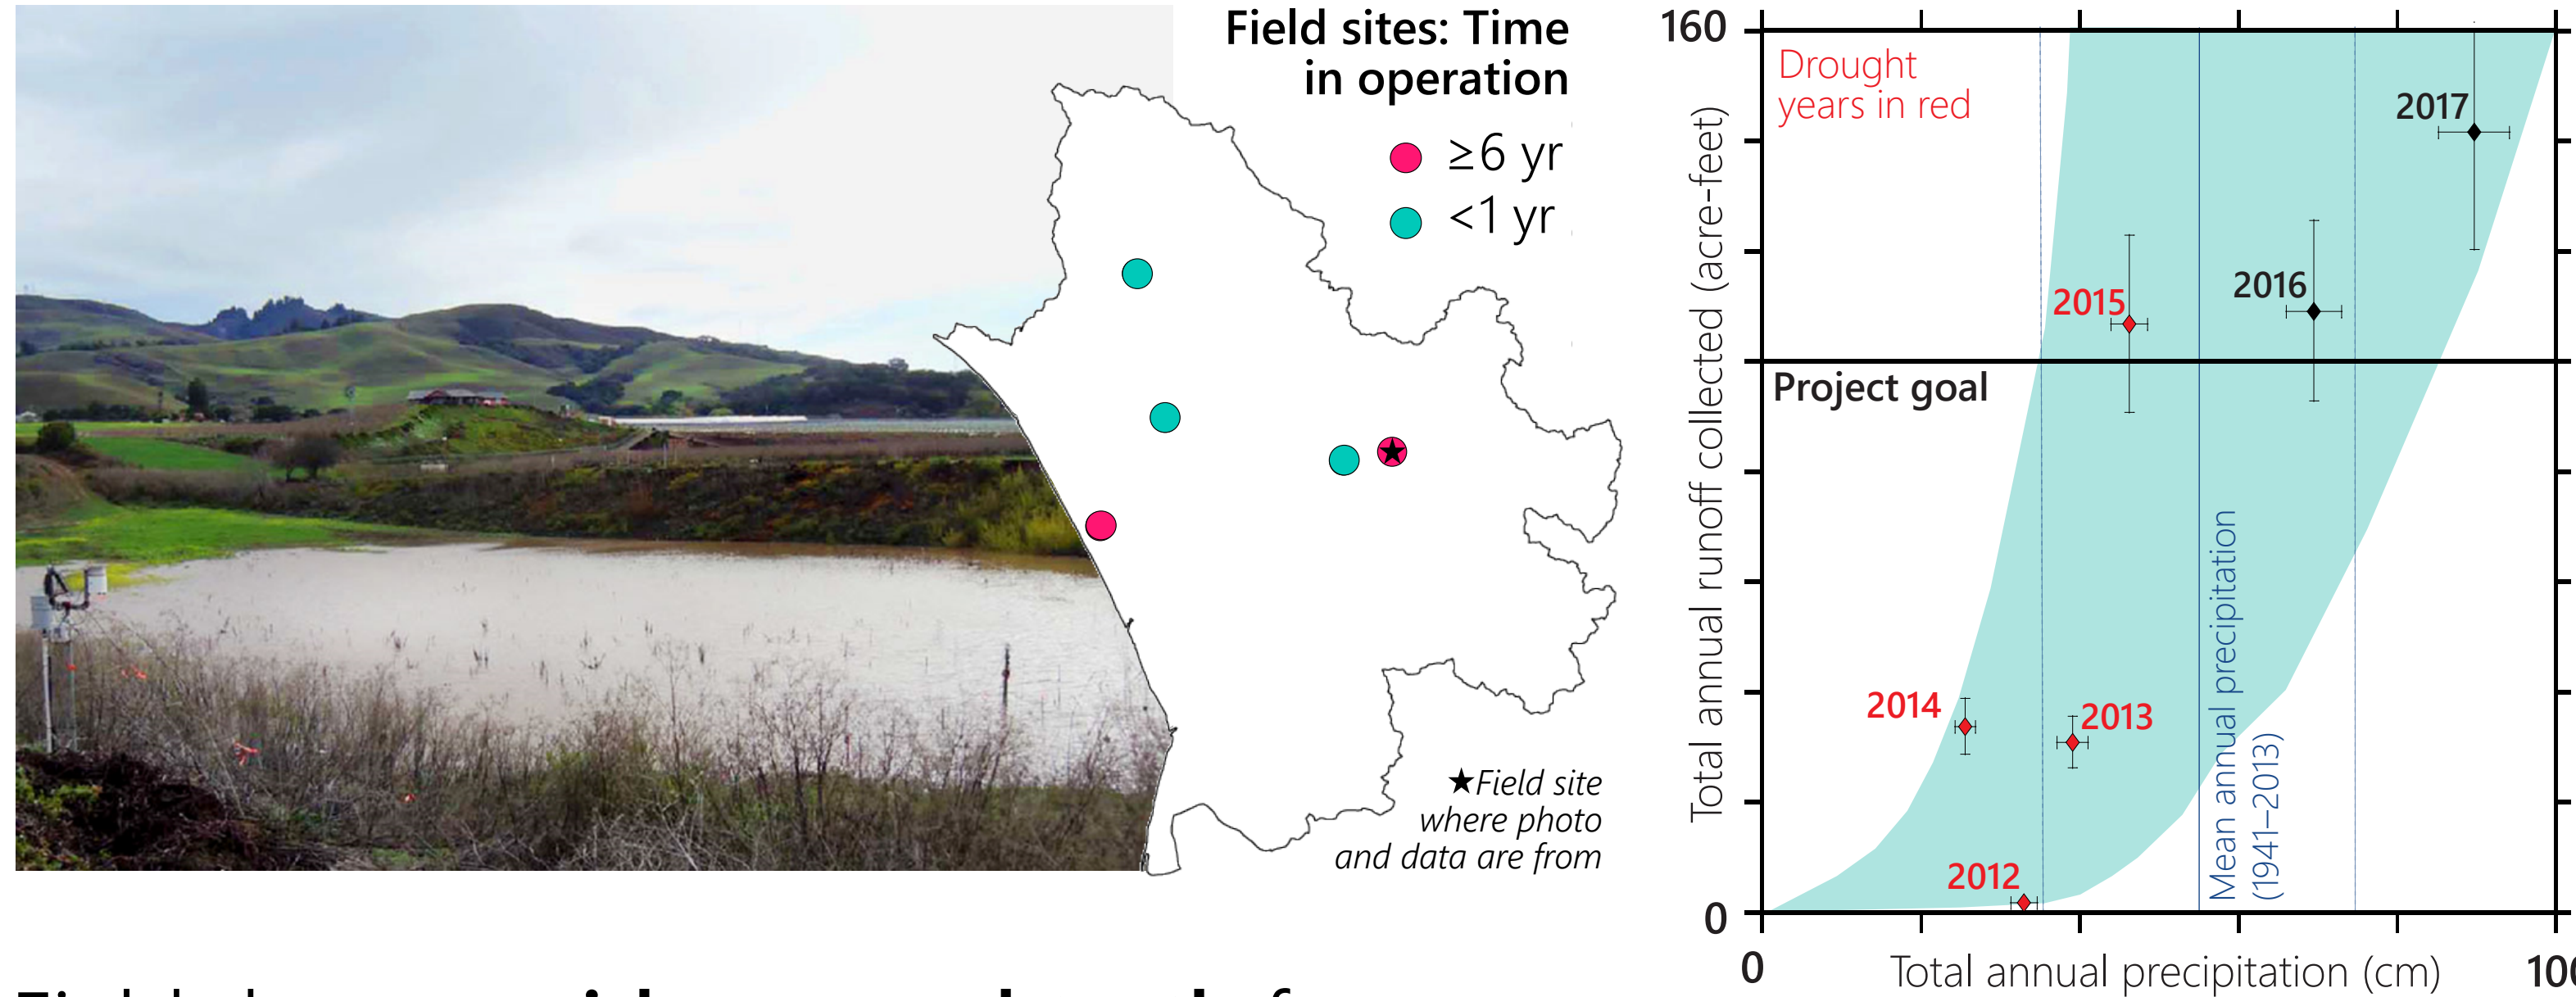 Field sites: Time
in operation
≥6 yr
<1 yr
★Field site
where photo
and data are from
160
Total annual runoff collected (acre-feet)
Drought
years in red
2017
2016
2015
Project goal
2014
2013
2012
Mean annual precipitation
(1941–2013)
0
0
Total annual precipitation (cm)